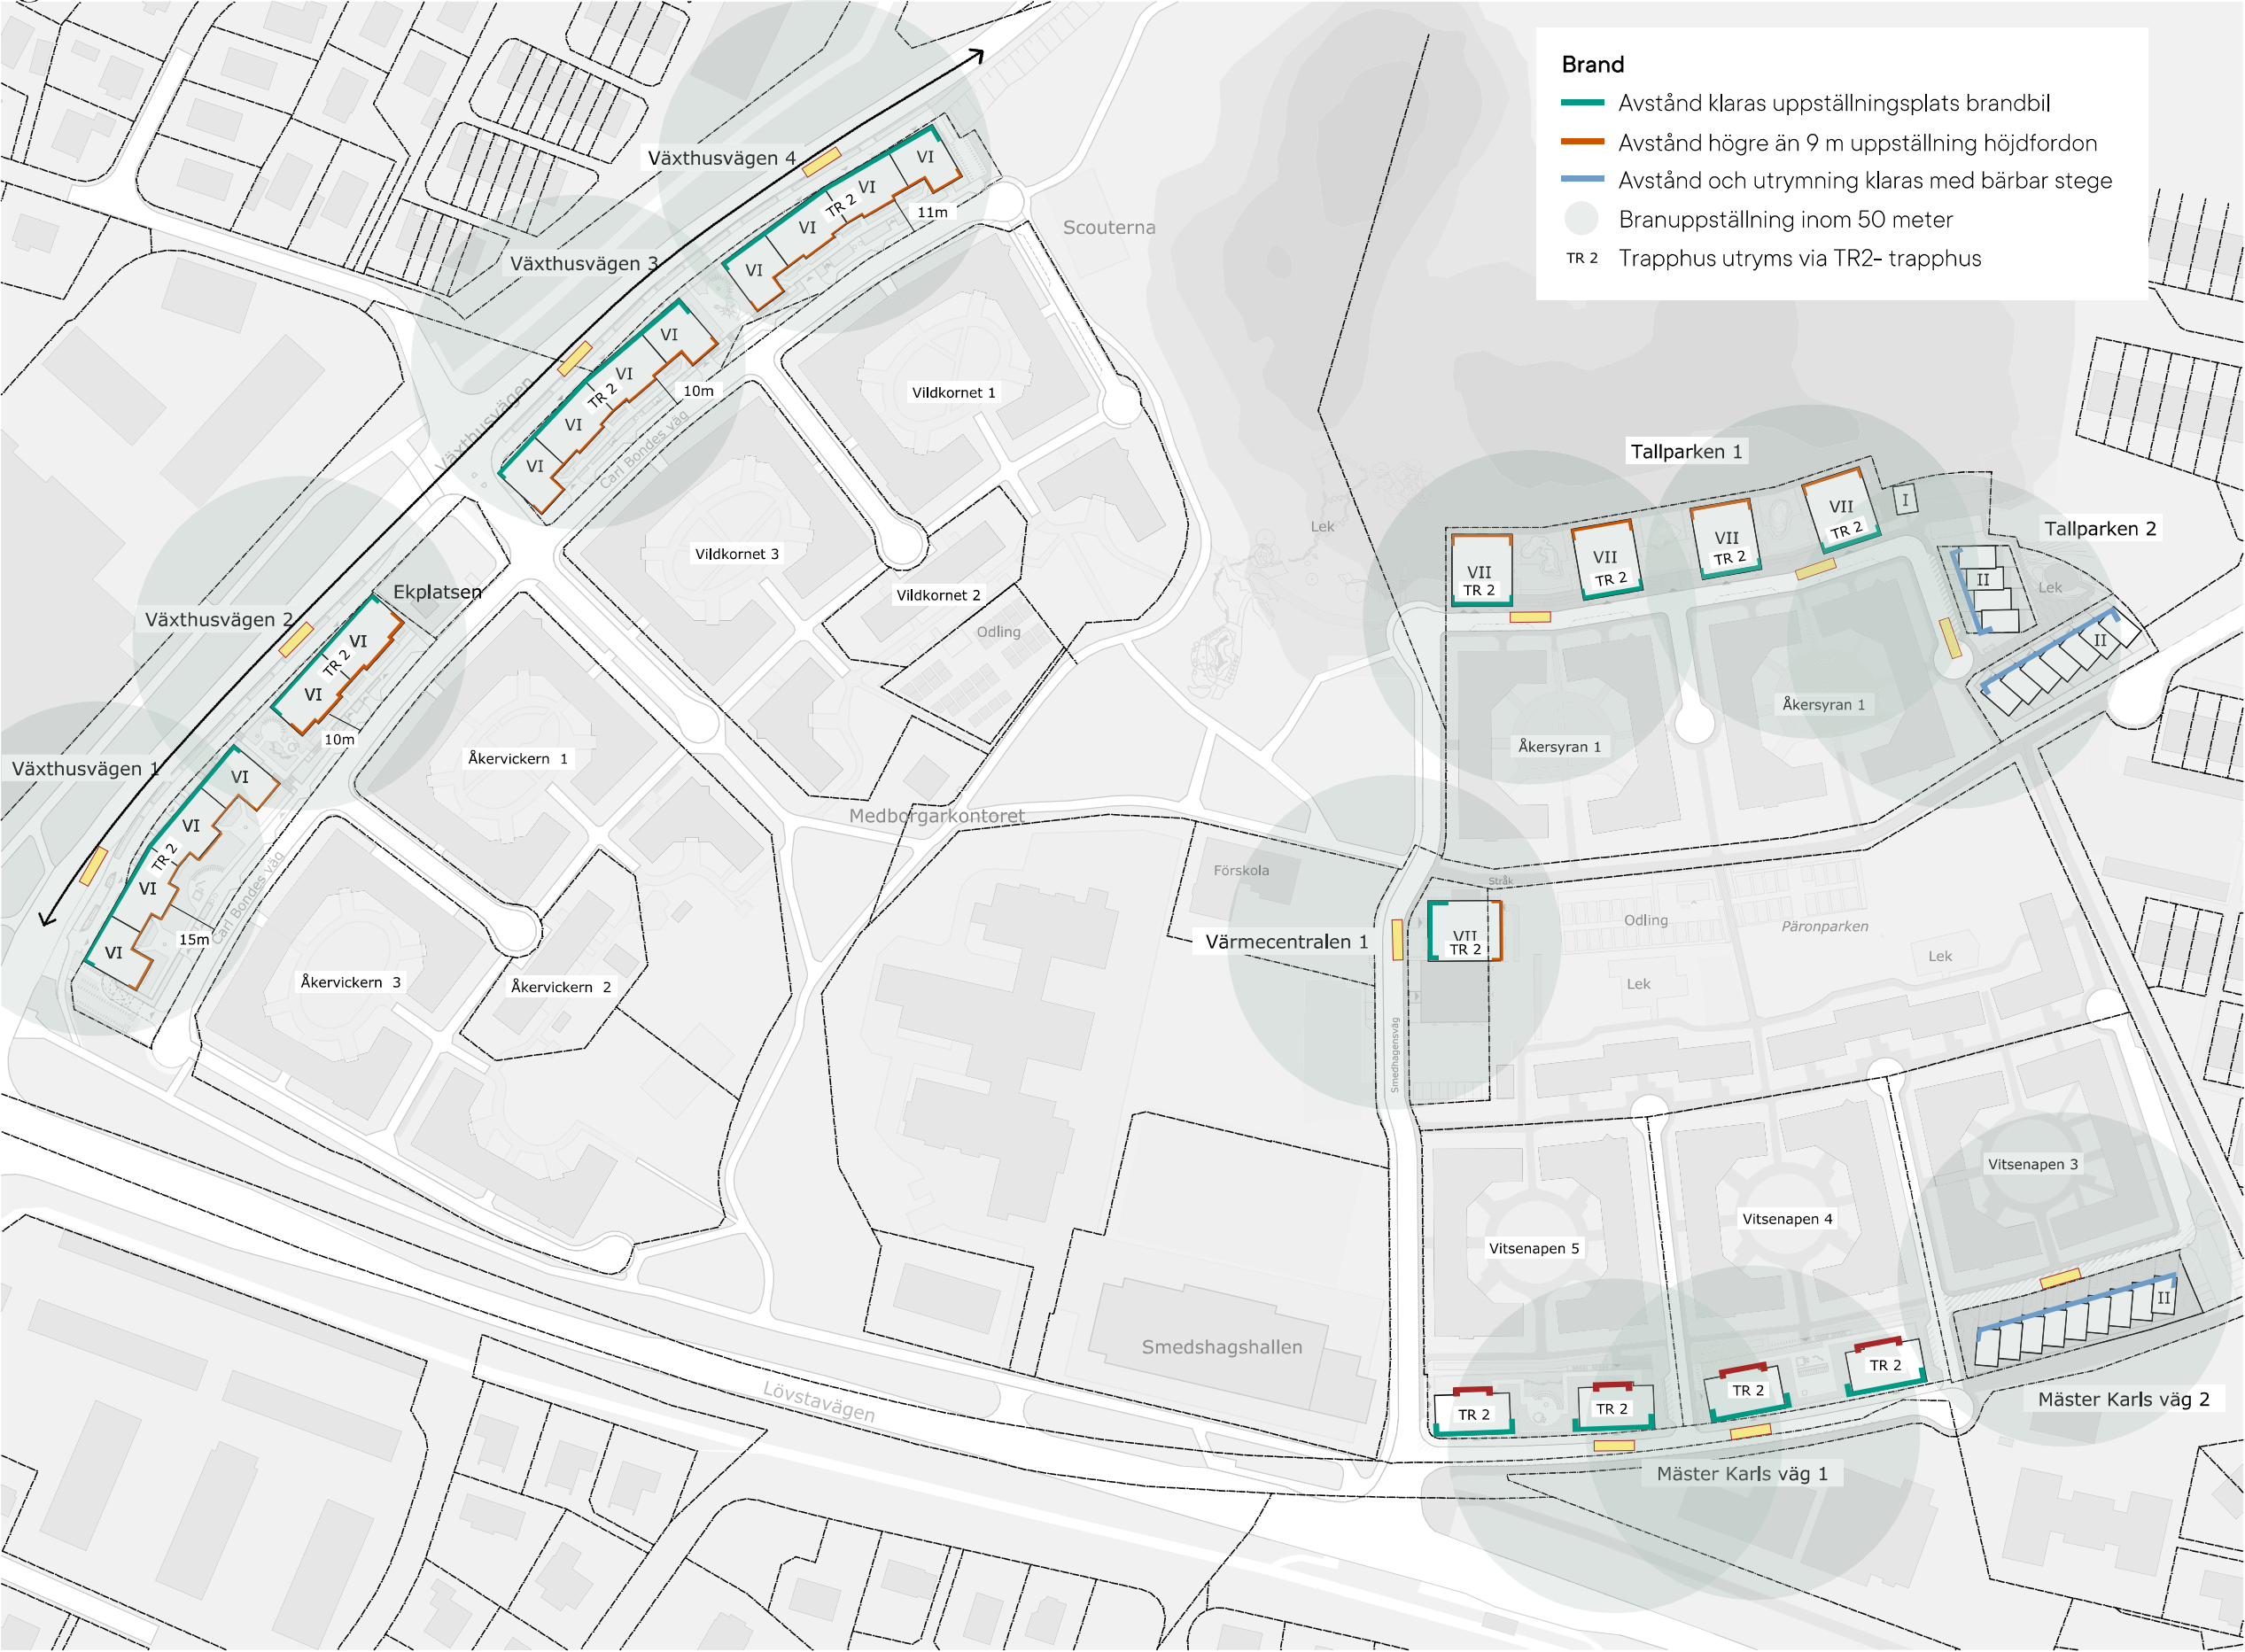 Brand
Avstånd klaras uppställningsplats brandbil
Avstånd högre än 9 m uppställning höjdfordon
Avstånd och utrymning klaras med bärbar stege
Branuppställning inom 50 meter
TR 2 Trapphus utryms via TR2- trapphus
Växthusvägen 4
VI
VI
TR 2
VI
VI
11m
Scouterna
Växthusvägen 3
VI
VI
TR 2
VI
VI
10m
Växthusvägen
Carl Bondes väg
Vildkornet 1
Vildkornet 3
Vildkornet 2
Odling
Lek
Tallparken 1
VII
TR 2
VII
TR 2
VII
TR 2
VII
TR 2
I
Tallparken 2
II
Lek
II
Åkersyran 1
Åkersyran 1
Ekplatsen
Växthusvägen 2
VI
TR 2
VI
10m
Växthusvägen 1
VI
VI
TR 2
VI
VI
15m
Carl Bondes väg
Åkervickern 1
Åkervickern 3
Åkervickern 2
Medborgarkontoret
Förskola
Stråk
Värmecentralen 1
VII
TR 2
Odling
Päronparken
Lek
Lek
Smedhagensväg
Vitsenapen 3
Vitsenapen 4
Vitsenapen 5
II
Smedshagshallen
Lövstavägen
TR 2
TR 2
TR 2
TR 2
Mäster Karls väg 2
Mäster Karls väg 1